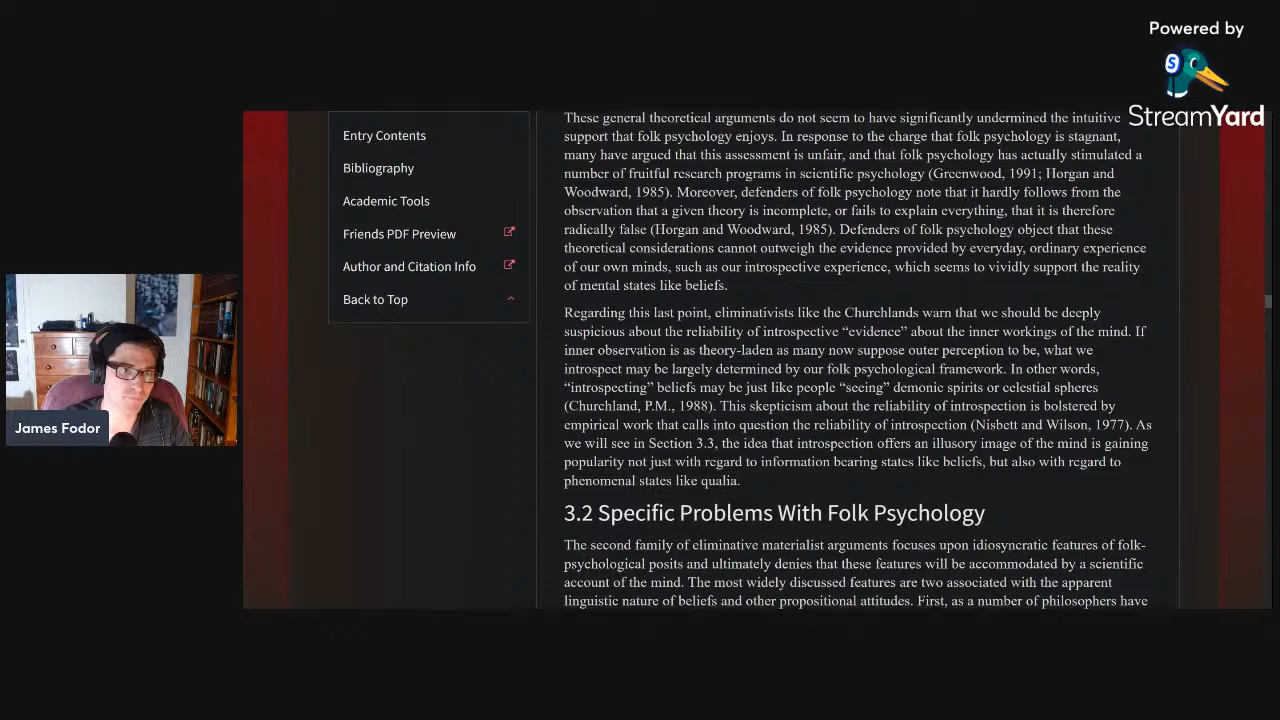 Powered by
S
StreamYard
Entry Contents
Bibliography
Academic Tools
Friends PDF Preview
Author and Citation Info
Back to Top
These general theoretical arguments do not seem to have significantly undermined the intuitive
support that folk psychology enjoys. In response to the charge that folk psychology is stagnant,
many have argued that this assessment is unfair, and that folk psychology has actually stimulated a
number of fruitful research programs in scientific psychology (Greenwood, 1991; Horgan and
Woodward, 1985). Moreover, defenders of folk psychology note that it hardly follows from the
observation that a given theory is incomplete, or fails to explain everything, that it is therefore
radically false (Horgan and Woodward, 1985). Defenders of folk psychology object that these
theoretical considerations cannot outweigh the evidence provided by everyday, ordinary experience
of our own minds, such as our introspective experience, which seems to vividly support the reality
of mental states like beliefs.
Regarding this last point, eliminativists like the Churchlands warn that we should be deeply
suspicious about the reliability of introspective “evidence” about the inner workings of the mind. If
inner observation is as theory-laden as many now suppose outer perception to be, what we
introspect may be largely determined by our folk psychological framework. In other words,
“introspecting” beliefs may be just like people “seeing” demonic spirits or celestial spheres
(Churchland, P.M., 1988). This skepticism about the reliability of introspection is bolstered by
empirical work that calls into question the reliability of introspection (Nisbett and Wilson, 1977). As
we will see in Section 3.3, the idea that introspection offers an illusory image of the mind is gaining
popularity not just with regard to information bearing states like beliefs, but also with regard to
phenomenal states like qualia.
3.2 Specific Problems With Folk Psychology
The second family of eliminative materialist arguments focuses upon idiosyncratic features of folk-
psychological posits and ultimately denies that these features will be accommodated by a scientific
account of the mind. The most widely discussed features are two associated with the apparent
linguistic nature of beliefs and other propositional attitudes. First, as a number of philosophers have
James Fodor